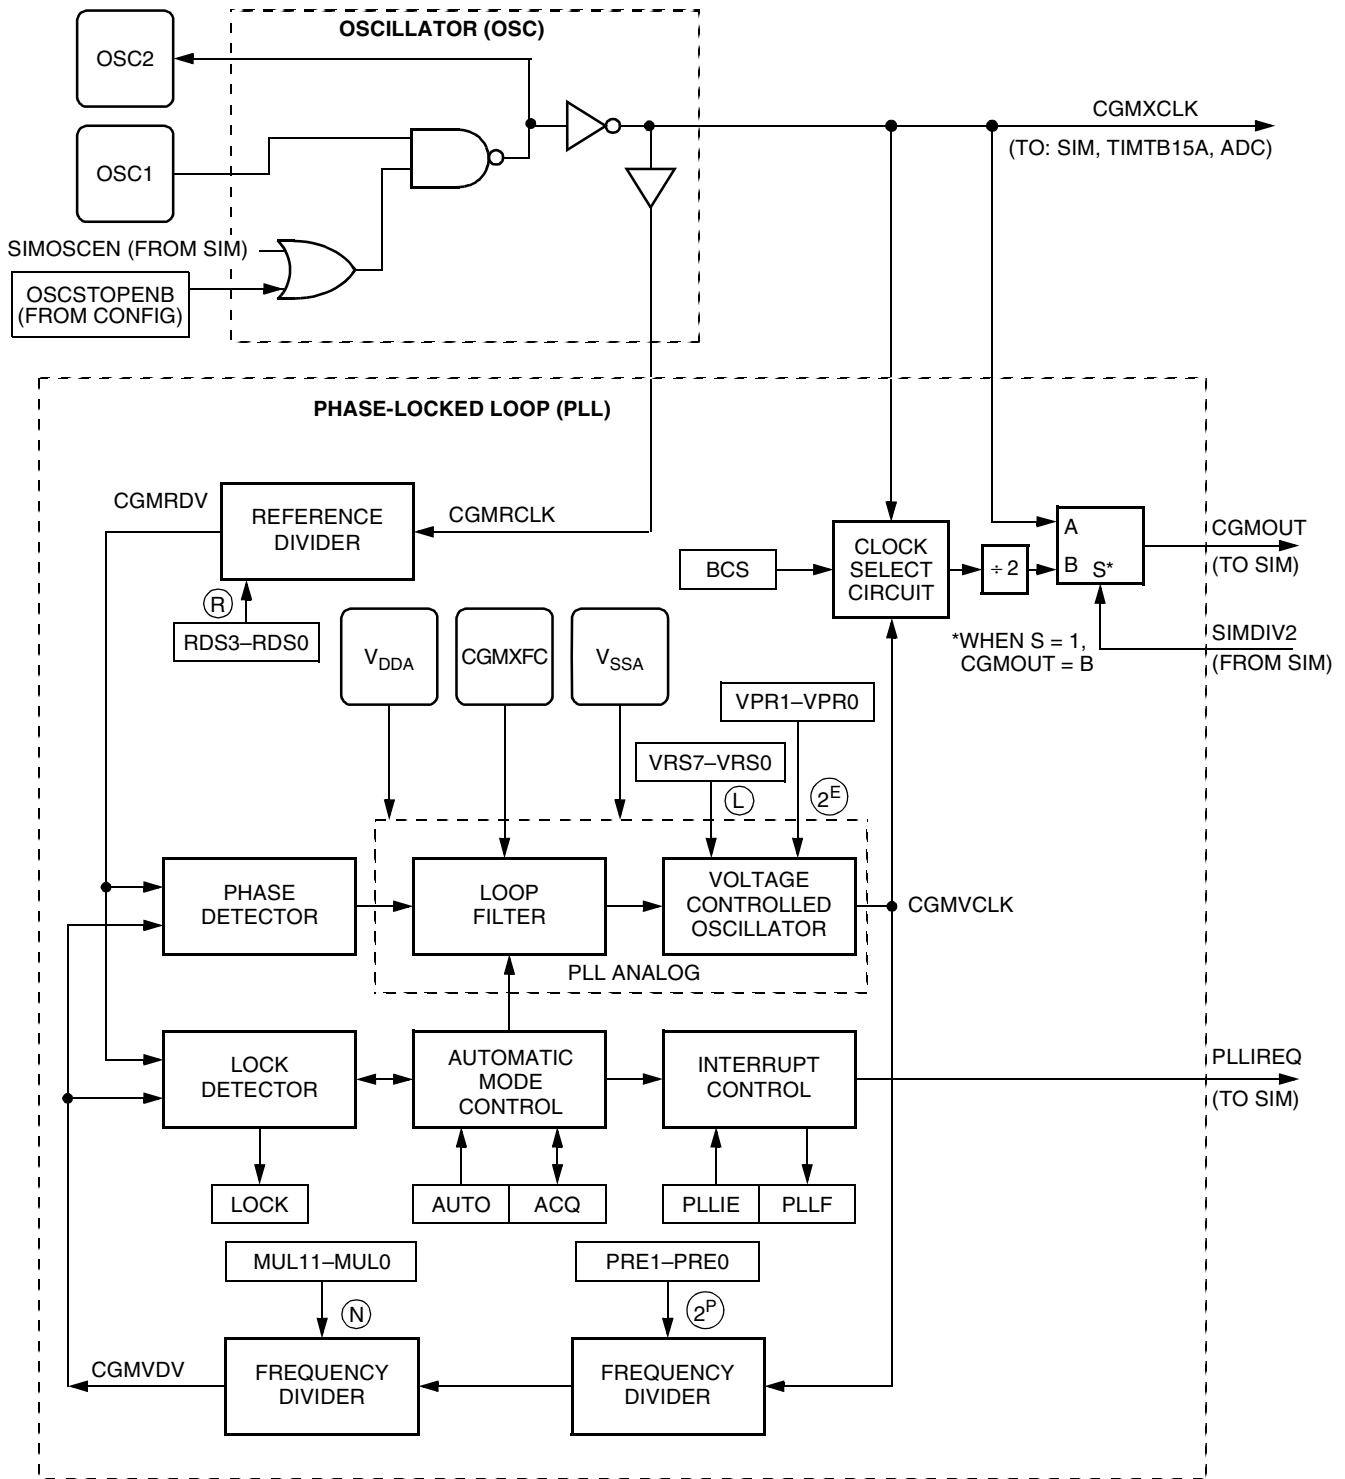 OSCILLATOR (OSC)
OSC2
CGMXCLK
(TO: SIM, TIMTB15A, ADC)
OSC1
SIMOSCEN (FROM SIM)
OSCSTOPENB
(FROM CONFIG)
PHASE-LOCKED LOOP (PLL)
CGMRDV
REFERENCE
DIVIDER
CGMRCLK
R
RDS3–RDS0
BCS
CLOCK
SELECT
CIRCUIT
÷ 2
A
B S*
CGMOUT
(TO SIM)
*WHEN S = 1,
CGMOUT = B
SIMDIV2
(FROM SIM)
VDDA
CGMXFC
VSSA
VPR1–VPR0
VRS7–VRS0
L
2E
PHASE
DETECTOR
LOOP
FILTER
VOLTAGE
CONTROLLED
OSCILLATOR
CGMVCLK
PLL ANALOG
LOCK
DETECTOR
AUTOMATIC
MODE
CONTROL
INTERRUPT
CONTROL
PLLIREQ
(TO SIM)
LOCK
AUTO
ACQ
PLLIE
PLLF
MUL11–MUL0
PRE1–PRE0
N
2P
CGMVDV
FREQUENCY
DIVIDER
FREQUENCY
DIVIDER